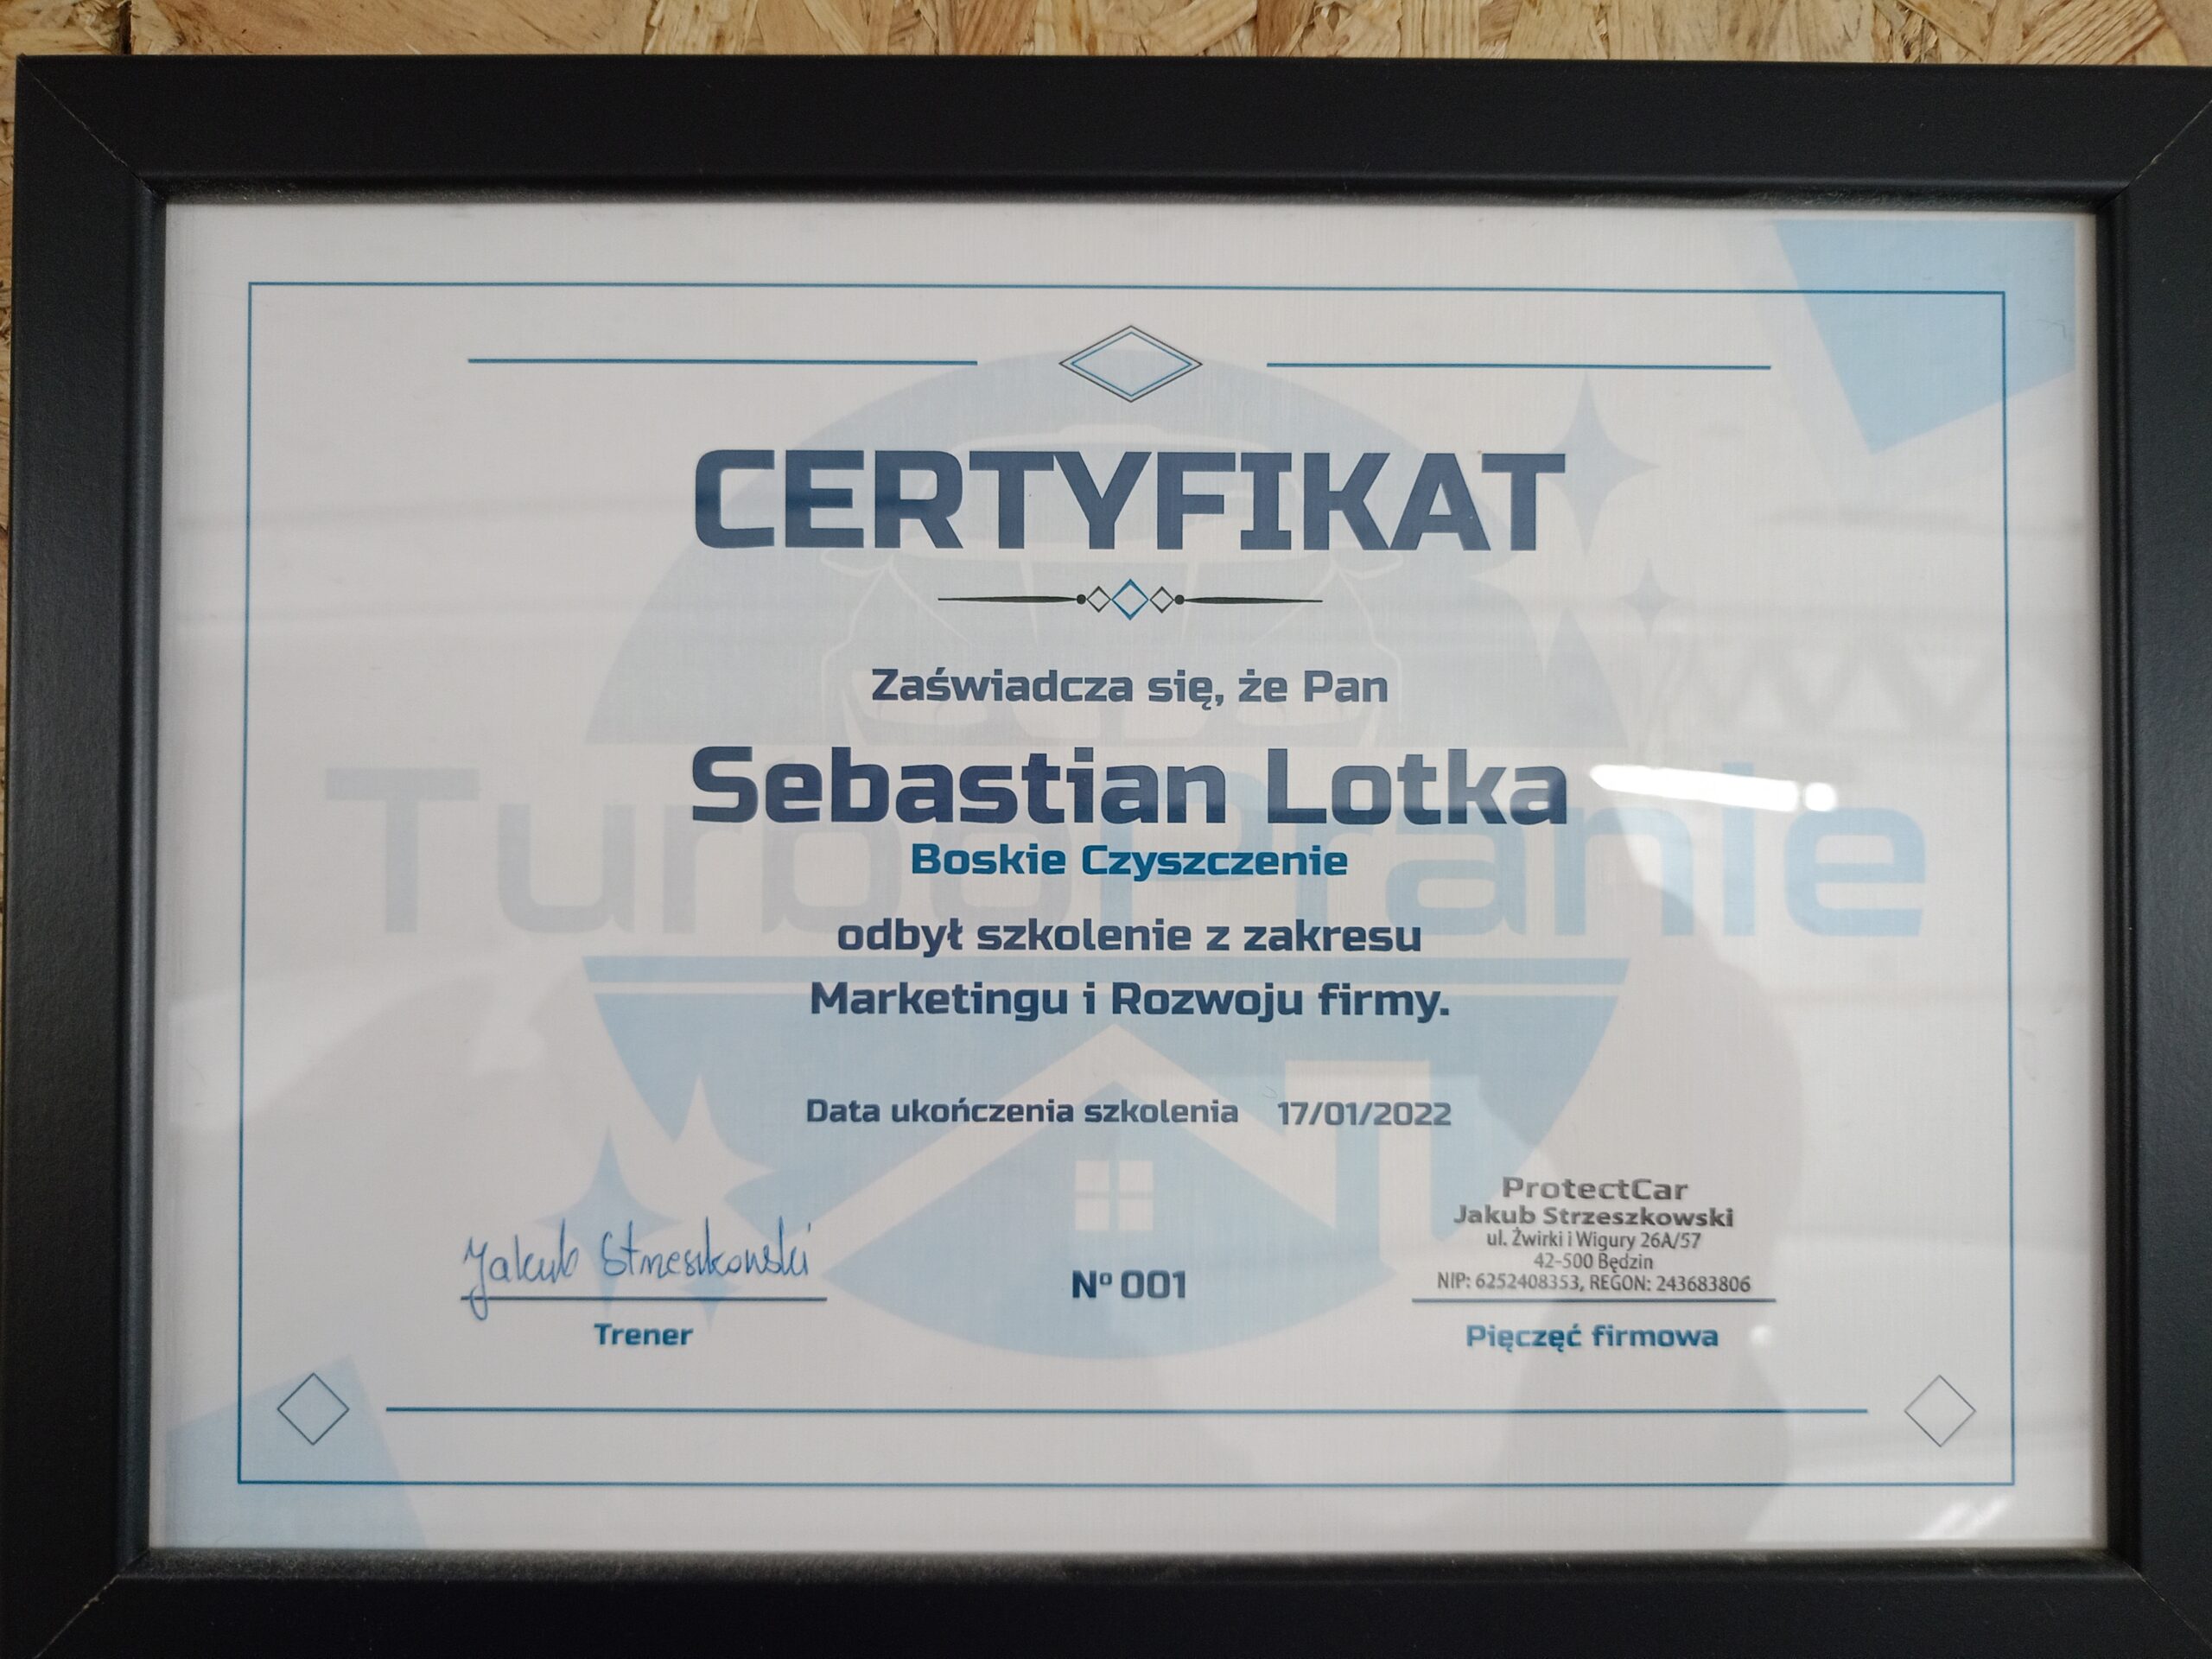 CERTYFIKAT
Zaświadcza się, że Pan
Sebastian Lotka
TurboPranie
Boskie Czyszczenie
odbył szkolenie z zakresu
Marketingu i Rozwoju firmy.
Data ukończenia szkolenia 17/01/2022
Jakub Strzeszkowski
Trener
Nº 001
ProtectCar
Jakub Strzeszkowski
ul. Żwirki i Wigury 26A/57
42-500 Będzin
NIP: 6252408353, REGON: 243683806
Pięczęć firmowa